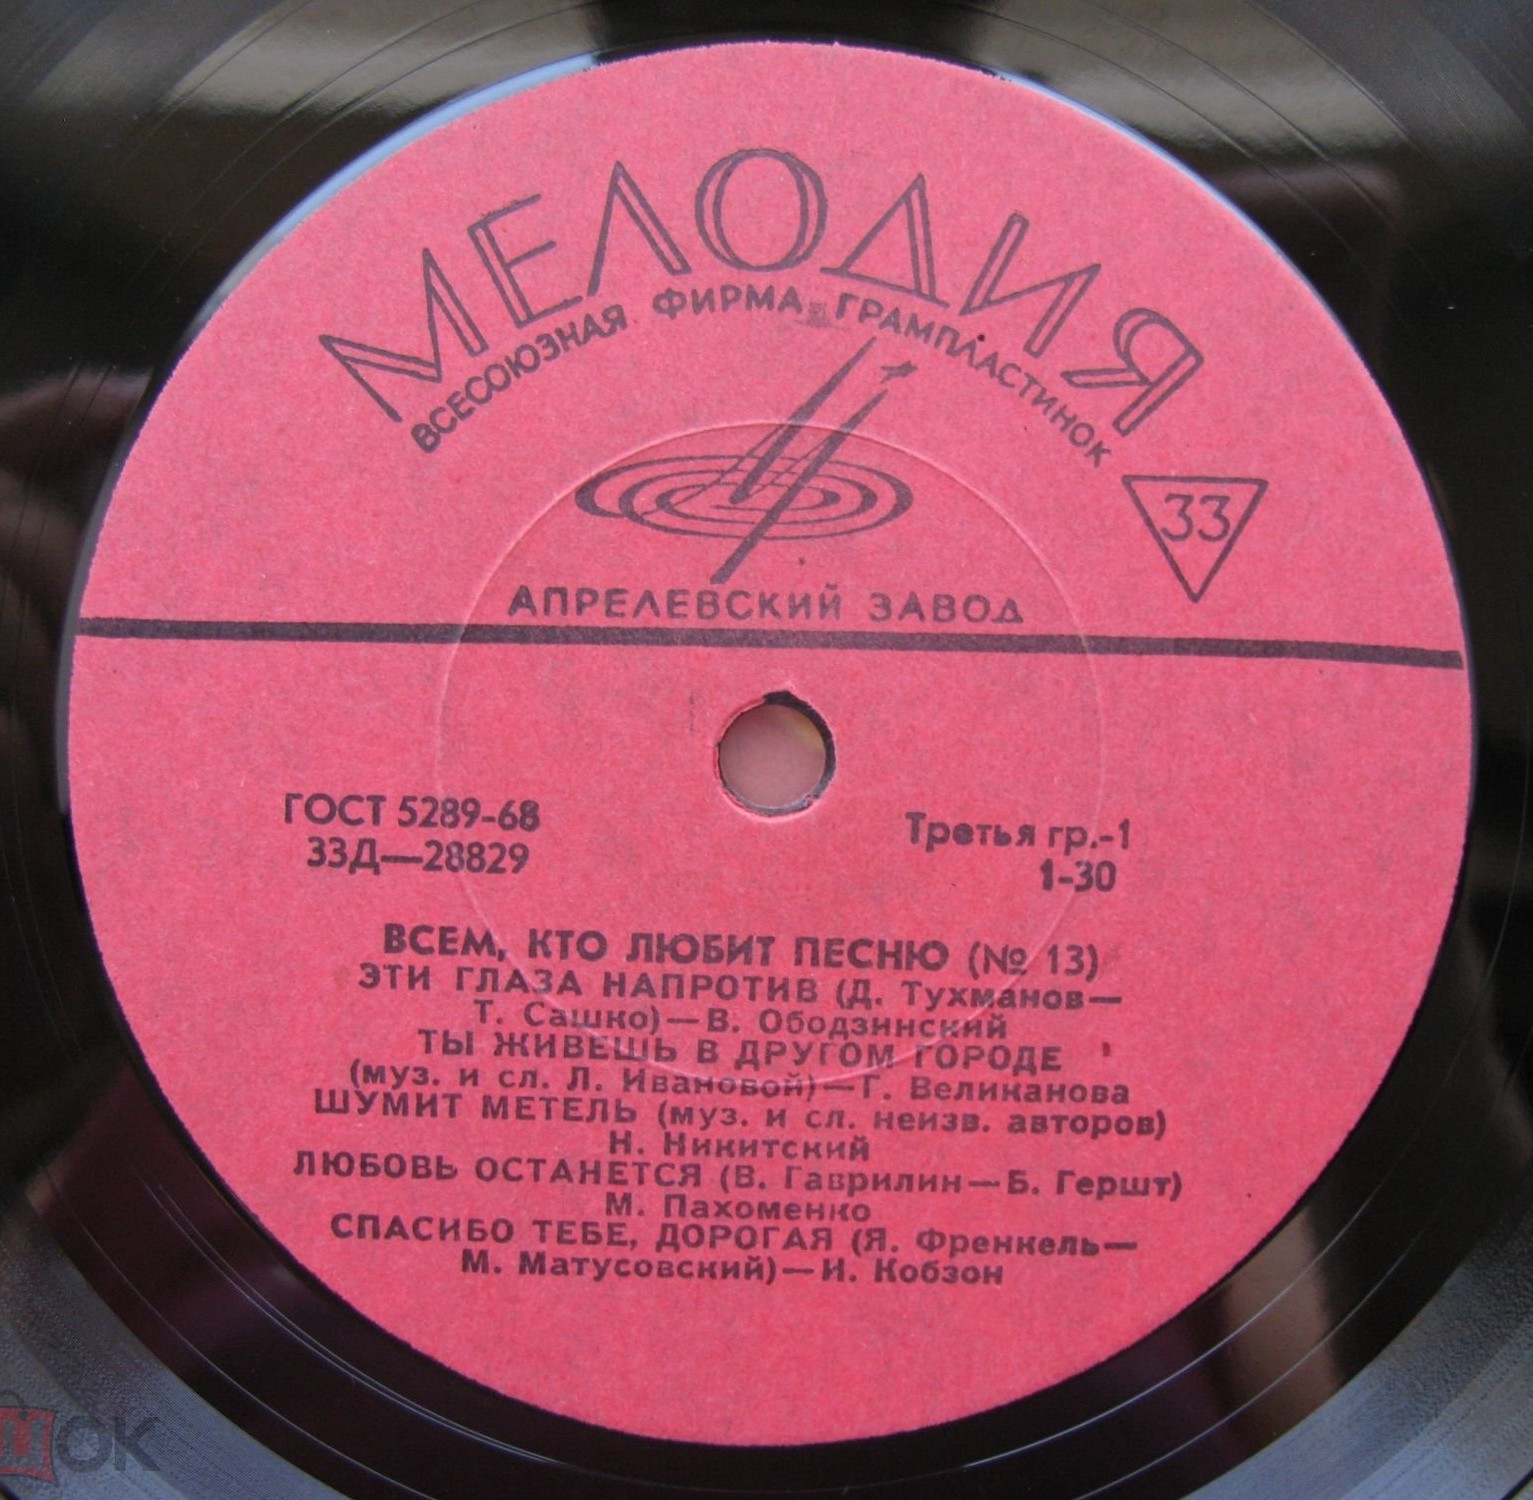 МЕЛОДИЯ
ВСЕСОЮЗНАЯ ФИРМА ГРАМПЛАСТИНОК
33
АПРЕЛЕВСКИЙ ЗАВОД
ГОСТ 5289-68
33Д—28829
Третья гр.-1
1-30
ВСЕМ, КТО ЛЮБИТ ПЕСНЮ (№ 13)
ЭТИ ГЛАЗА НАПРОТИВ (Д. Тухманов—
Т. Сашко)—В. Ободзинский
ТЫ ЖИВЕШЬ В ДРУГОМ ГОРОДЕ
(муз. и сл. Л. Ивановой)—Г. Великанова
ШУМИТ МЕТЕЛЬ (муз. и сл. неизв. авторов)
Н. Никитский
ЛЮБОВЬ ОСТАНЕТСЯ (В. Гаврилин—Б. Гершт)
М. Пахоменко
СПАСИБО ТЕБЕ, ДОРОГАЯ (Я. Френкель—
М. Матусовский)—И. Кобзон
ОК